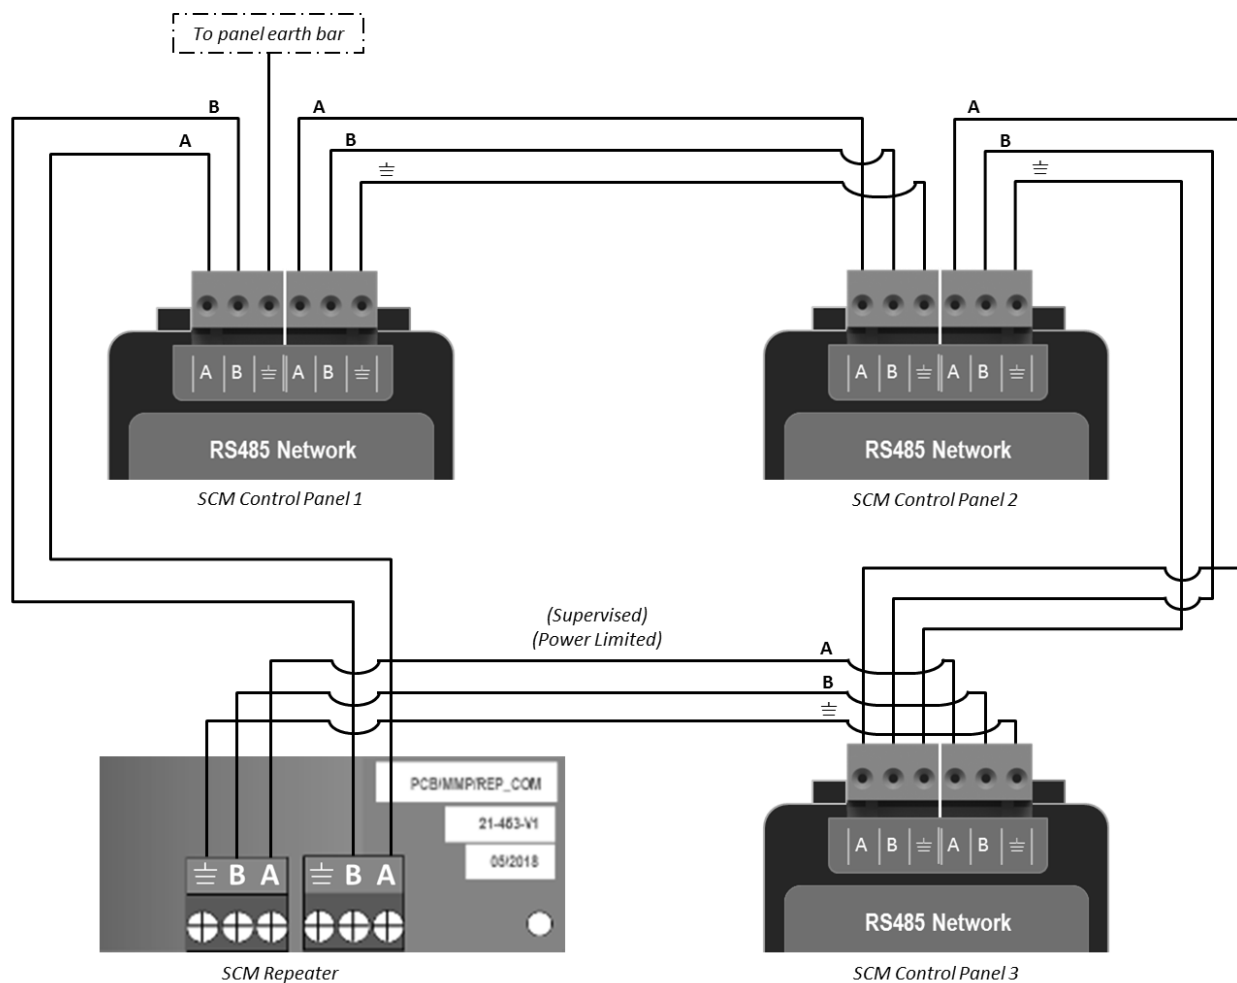 To panel earth bar
B
A
A
B
A
B
A B A B
A B A B
RS485 Network
RS485 Network
SCM Control Panel 1
SCM Control Panel 2
(Supervised)
(Power Limited)
A
B
PCB/MMP/REP_COM
21-453-V1
05/2018
B A B A
A B A B
RS485 Network
SCM Repeater
SCM Control Panel 3